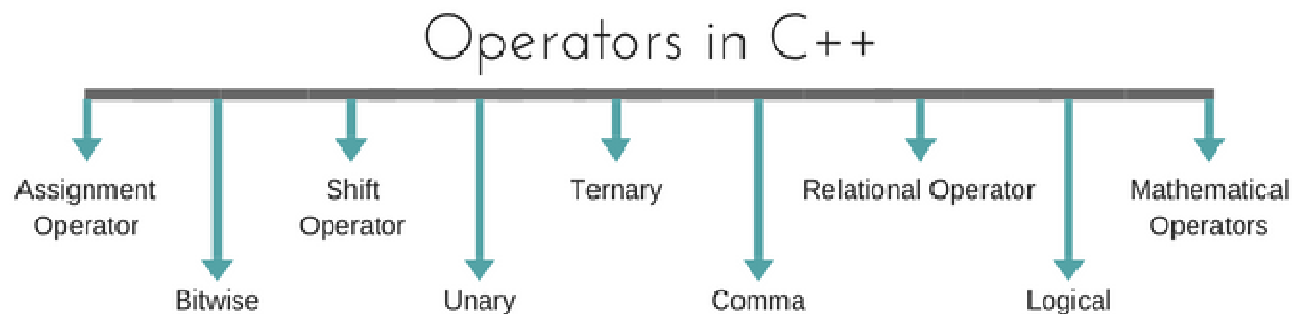 Operators in C++
Assignment
Operator
Shift
Operator
Ternary
Relational Operator
Mathematical
Operators
Bitwise
Unary
Comma
Logical